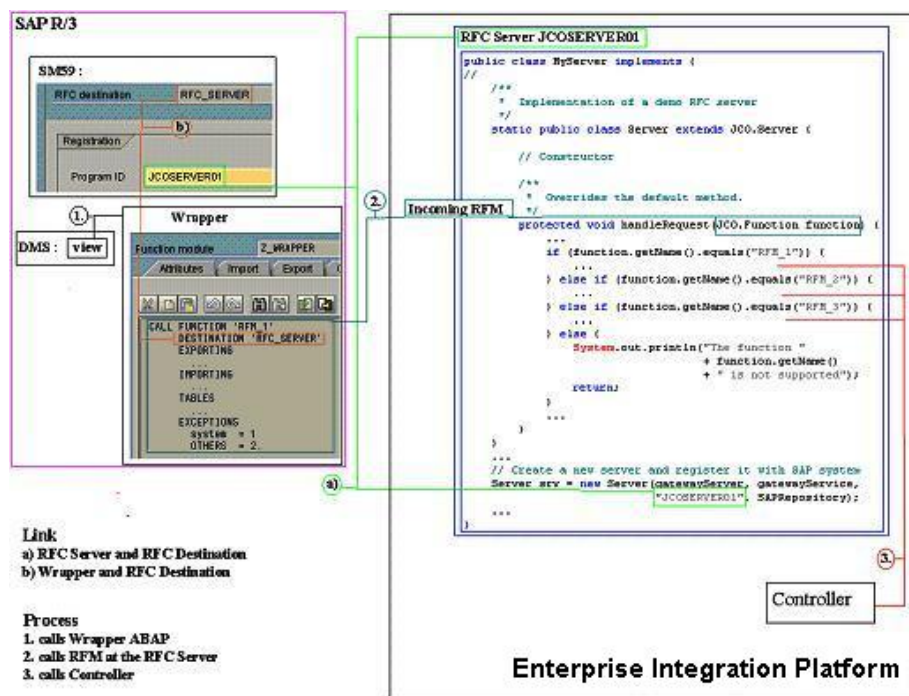 SAP R/3
SM59 :
RFC destination RFC_SERVER
b)
Registration
Program ID JCOSERVER01
1.
Wrapper
DMS : view
Function module Z_WRAPPER
Attributes Import Export
CALL FUNCTION 'RFM_1'
DESTINATION 'RFC_SERVER'
EXPORTING
...
IMPORTING
...
TABLES
...
EXCEPTIONS
system = 1
OTHERS = 2.
a)
2.
Incoming RFM
RFC Server JCOSERVER01
public class MyServer implements {
//
/**
* Implementation of a demo RFC server
*/
static public class Server extends JCO.Server {
// Constructor
/**
* Overrides the default method.
*/
protected void handleRequest(JCO.Function function) {
...
if (function.getName().equals("RFM_1")) {
...
} else if (function.getName().equals("RFM_2")) {
...
} else if (function.getName().equals("RFM_3")) {
...
} else {
System.out.println("The function "
+ function.getName()
+ " is not supported");
return;
}
...
}
}
...
// Create a new server and register it with SAP system
Server srv = new Server(gatewayServer, gatewayService,
"JCOSERVER01", SAPRepository);
...
}
3.
Controller
Link
a) RFC Server and RFC Destination
b) Wrapper and RFC Destination
Process
1. calls Wrapper ABAP
2. calls RFM at the RFC Server
3. calls Controller
Enterprise Integration Platform